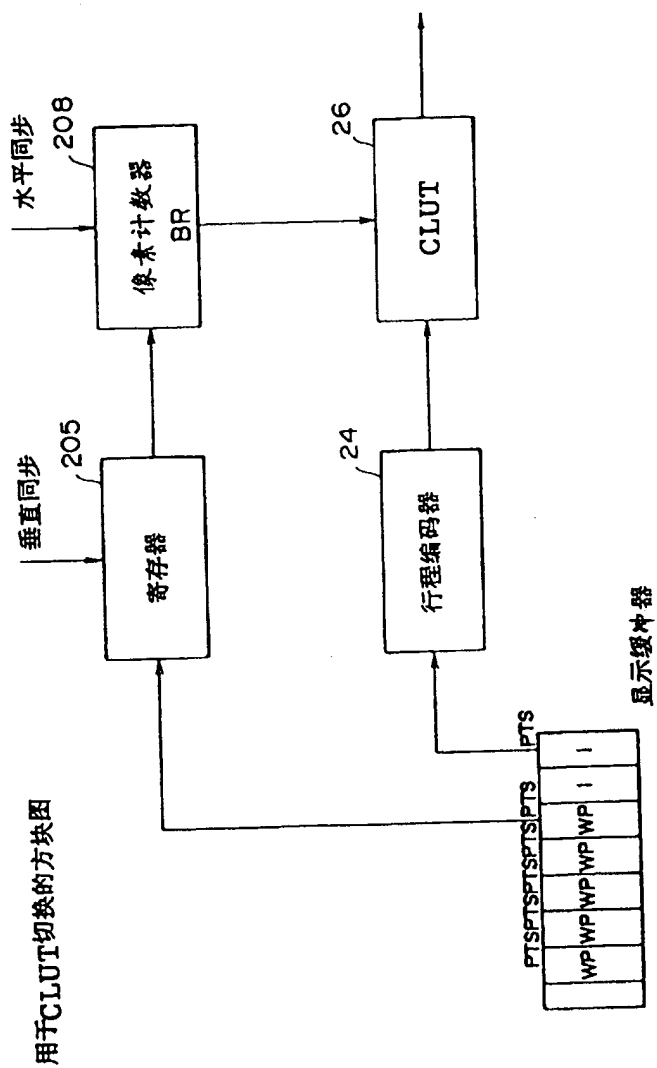 用于CLUT切换的方块图
垂直同步
水平同步
205
208
寄存器
像素计数器
BR
24
26
行程编码器
CLUT
PTSPTSPTSPTSPTS PTS
WP WP WP WP WP I I
显示缓冲器